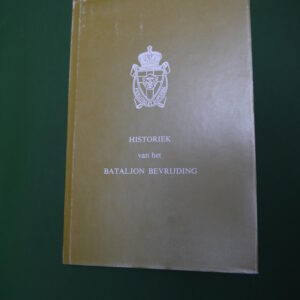 HISTORIEK
van het
BATALJON BEVRIJDING